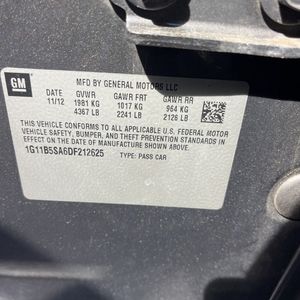 GM
MFD BY GENERAL MOTORS LLC
DATE GVWR GAWR FRT GAWR RR
11/12 1981 KG 1017 KG 964 KG
4367 LB 2241 LB 2126 LB
THIS VEHICLE CONFORMS TO ALL APPLICABLE U.S. FEDERAL MOTOR
VEHICLE SAFETY, BUMPER, AND THEFT PREVENTION STANDARDS IN
EFFECT ON THE DATE OF MANUFACTURE SHOWN ABOVE.
1G11B5SA6DF212625 TYPE: PASS CAR